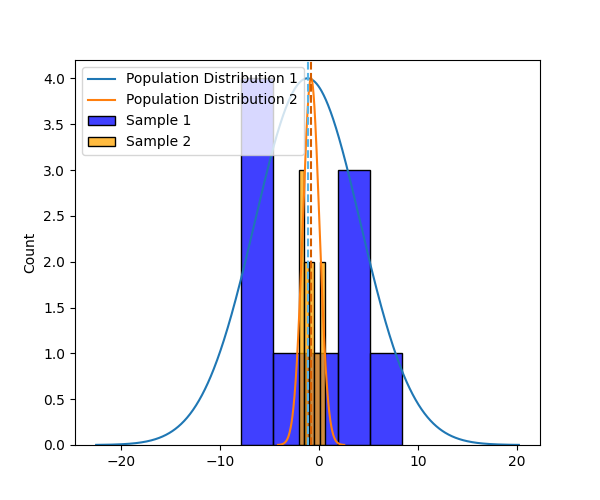 Population Distribution 1
Population Distribution 2
Sample 1
Sample 2
Count
4.0
3.5
3.0
2.5
2.0
1.5
1.0
0.5
0.0
−20 −10 0 10 20